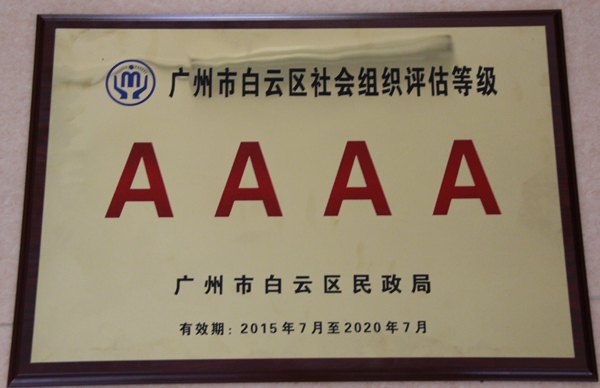 广州市白云区社会组织评估等级
AAAA
广州市白云区民政局
有效期：2015年7月至2020年7月